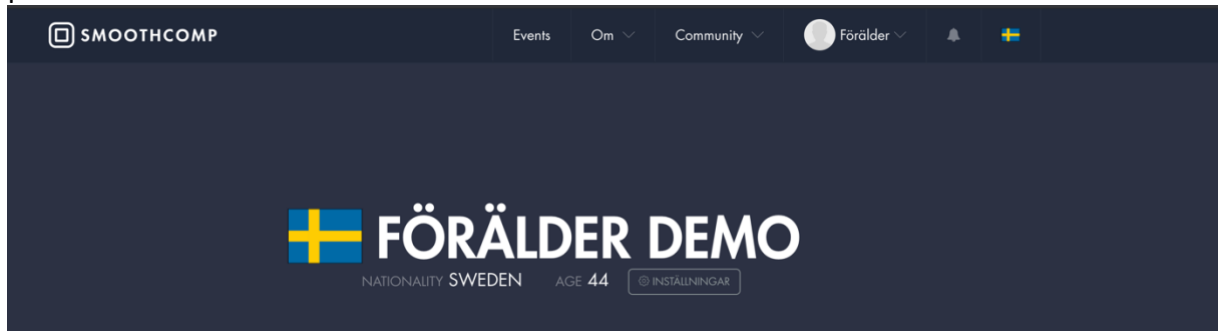 SMOOTHCOMP Events Om Community Förälder
FÖRÄLDER DEMO
NATIONALITY SWEDEN AGE 44 INSTÄLLNINGAR